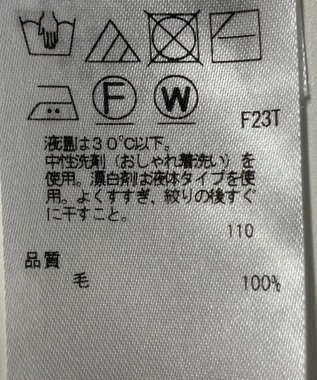 F W F23T
液温は30℃以下。
中性洗剤（おしゃれ着洗い）を
使用。漂白剤は液体タイプを使
用。よくすすぎ、絞りの後すぐ
に干すこと。
110
品質
毛 100%